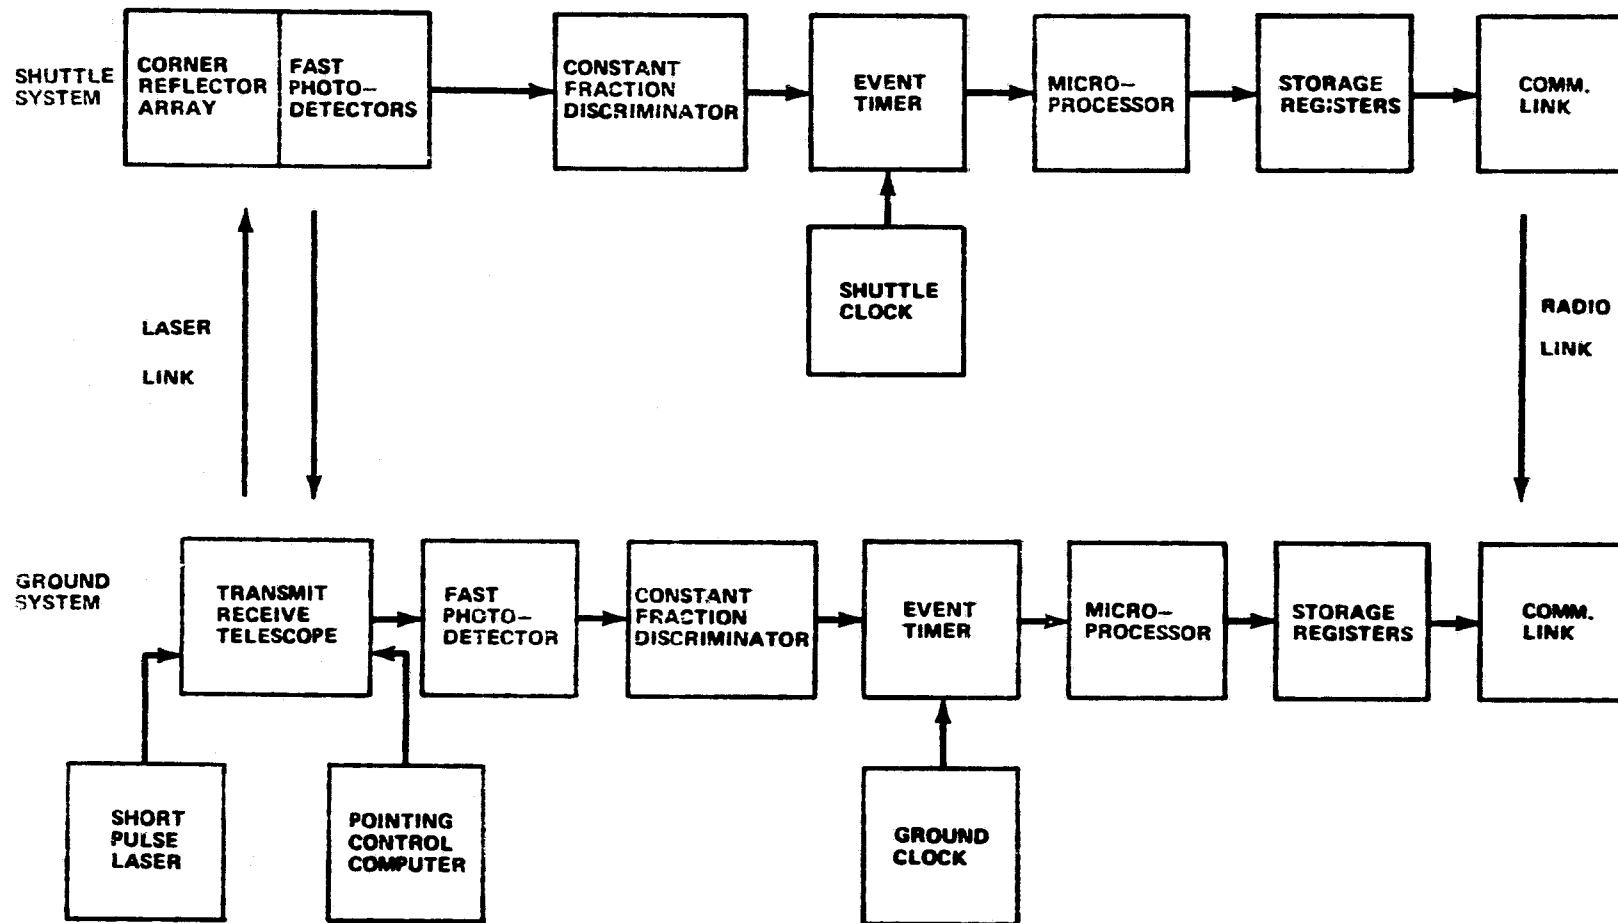 SHUTTLE
SYSTEM
CORNER
REFLECTOR
ARRAY
FAST
PHOTO-
DETECTORS
CONSTANT
FRACTION
DISCRIMINATOR
EVENT
TIMER
MICRO-
PROCESSOR
STORAGE
REGISTERS
COMM.
LINK
SHUTTLE
CLOCK
LASER
LINK
RADIO
LINK
GROUND
SYSTEM
TRANSMIT
RECEIVE
TELESCOPE
FAST
PHOTO-
DETECTOR
CONSTANT
FRACTION
DISCRIMINATOR
EVENT
TIMER
MICRO-
PROCESSOR
STORAGE
REGISTERS
COMM.
LINK
SHORT
PULSE
LASER
POINTING
CONTROL
COMPUTER
GROUND
CLOCK